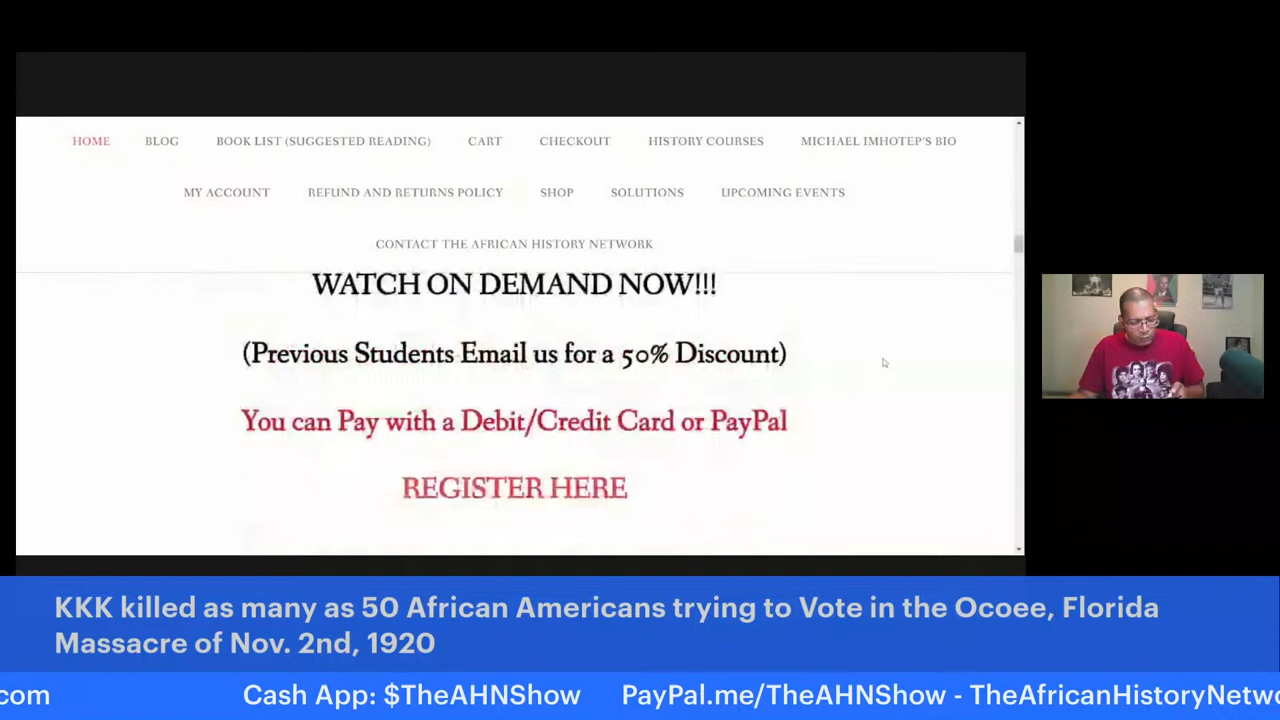 HOME BLOG BOOK LIST (SUGGESTED READING) CART CHECKOUT HISTORY COURSES MICHAEL IMHOTEP'S BIO
MY ACCOUNT REFUND AND RETURNS POLICY SHOP SOLUTIONS UPCOMING EVENTS
CONTACT THE AFRICAN HISTORY NETWORK
WATCH ON DEMAND NOW!!!
(Previous Students Email us for a 50% Discount)
You can Pay with a Debit/Credit Card or PayPal
REGISTER HERE
KKK killed as many as 50 African Americans trying to Vote in the Ocoee, Florida
Massacre of Nov. 2nd, 1920
.com Cash App: $TheAHNShow PayPal.me/TheAHNShow - TheAfricanHistoryNetwo